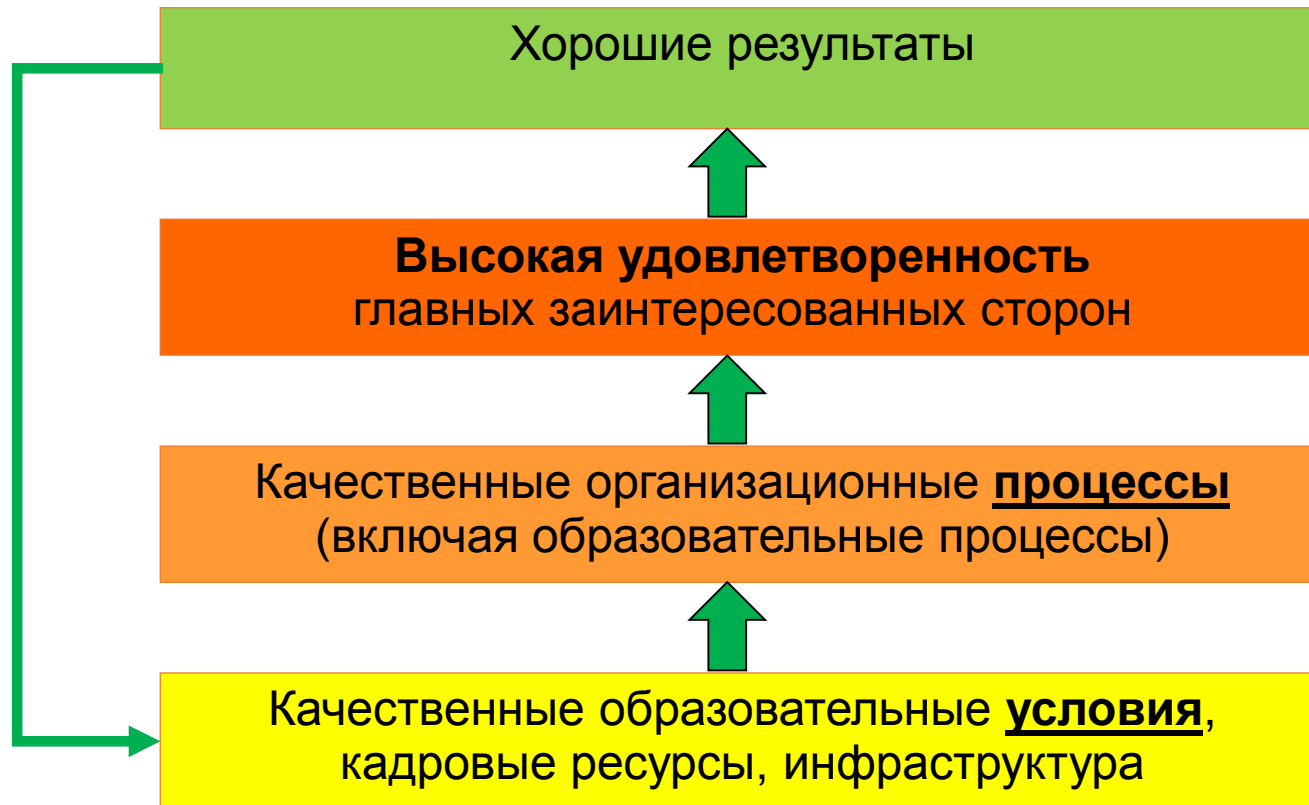 Хорошие результаты
Высокая удовлетворенность
главных заинтересованных сторон
Качественные организационные процессы
(включая образовательные процессы)
Качественные образовательные условия,
кадровые ресурсы, инфраструктура